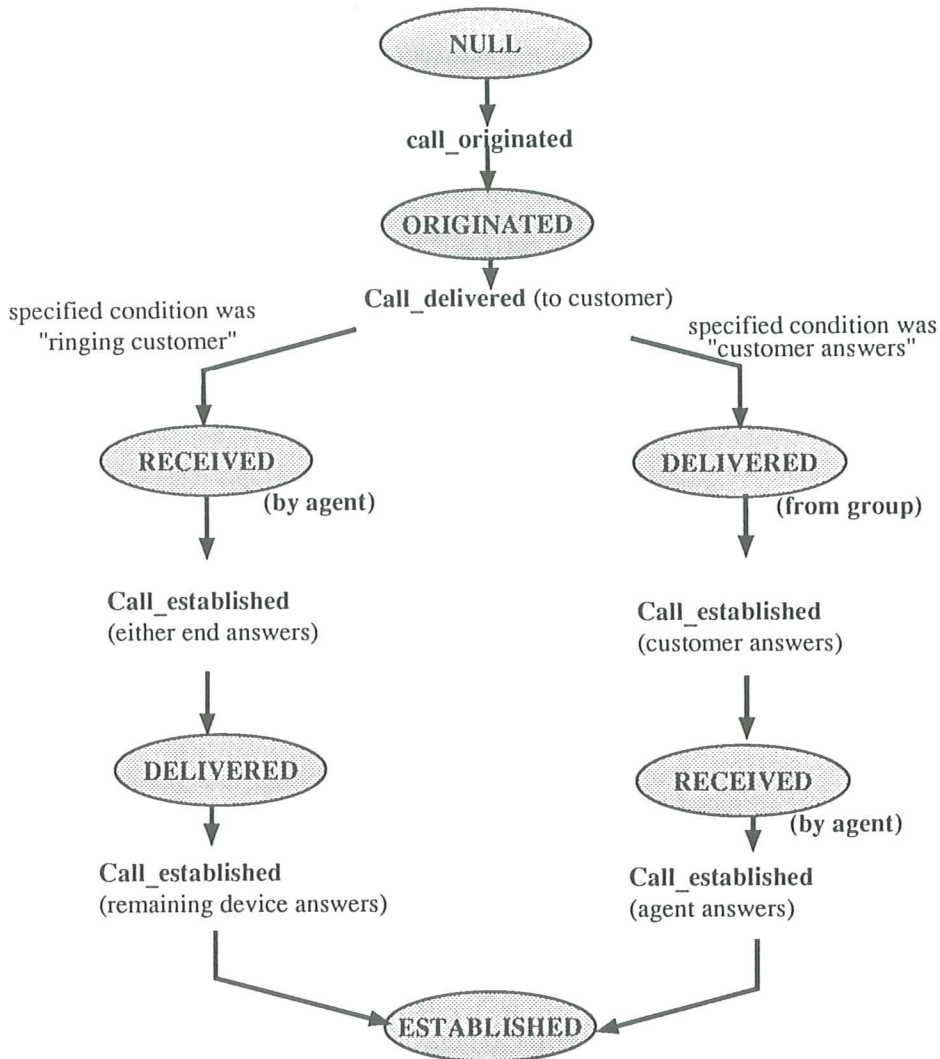 NULL
call_originated
ORIGINATED
Call_delivered (to customer)
specified condition was
"ringing customer"
specified condition was
"customer answers"
RECEIVED
(by agent)
DELIVERED
(from group)
Call_established
(either end answers)
Call_established
(customer answers)
DELIVERED
RECEIVED
(by agent)
Call_established
(remaining device answers)
Call_established
(agent answers)
ESTABLISHED